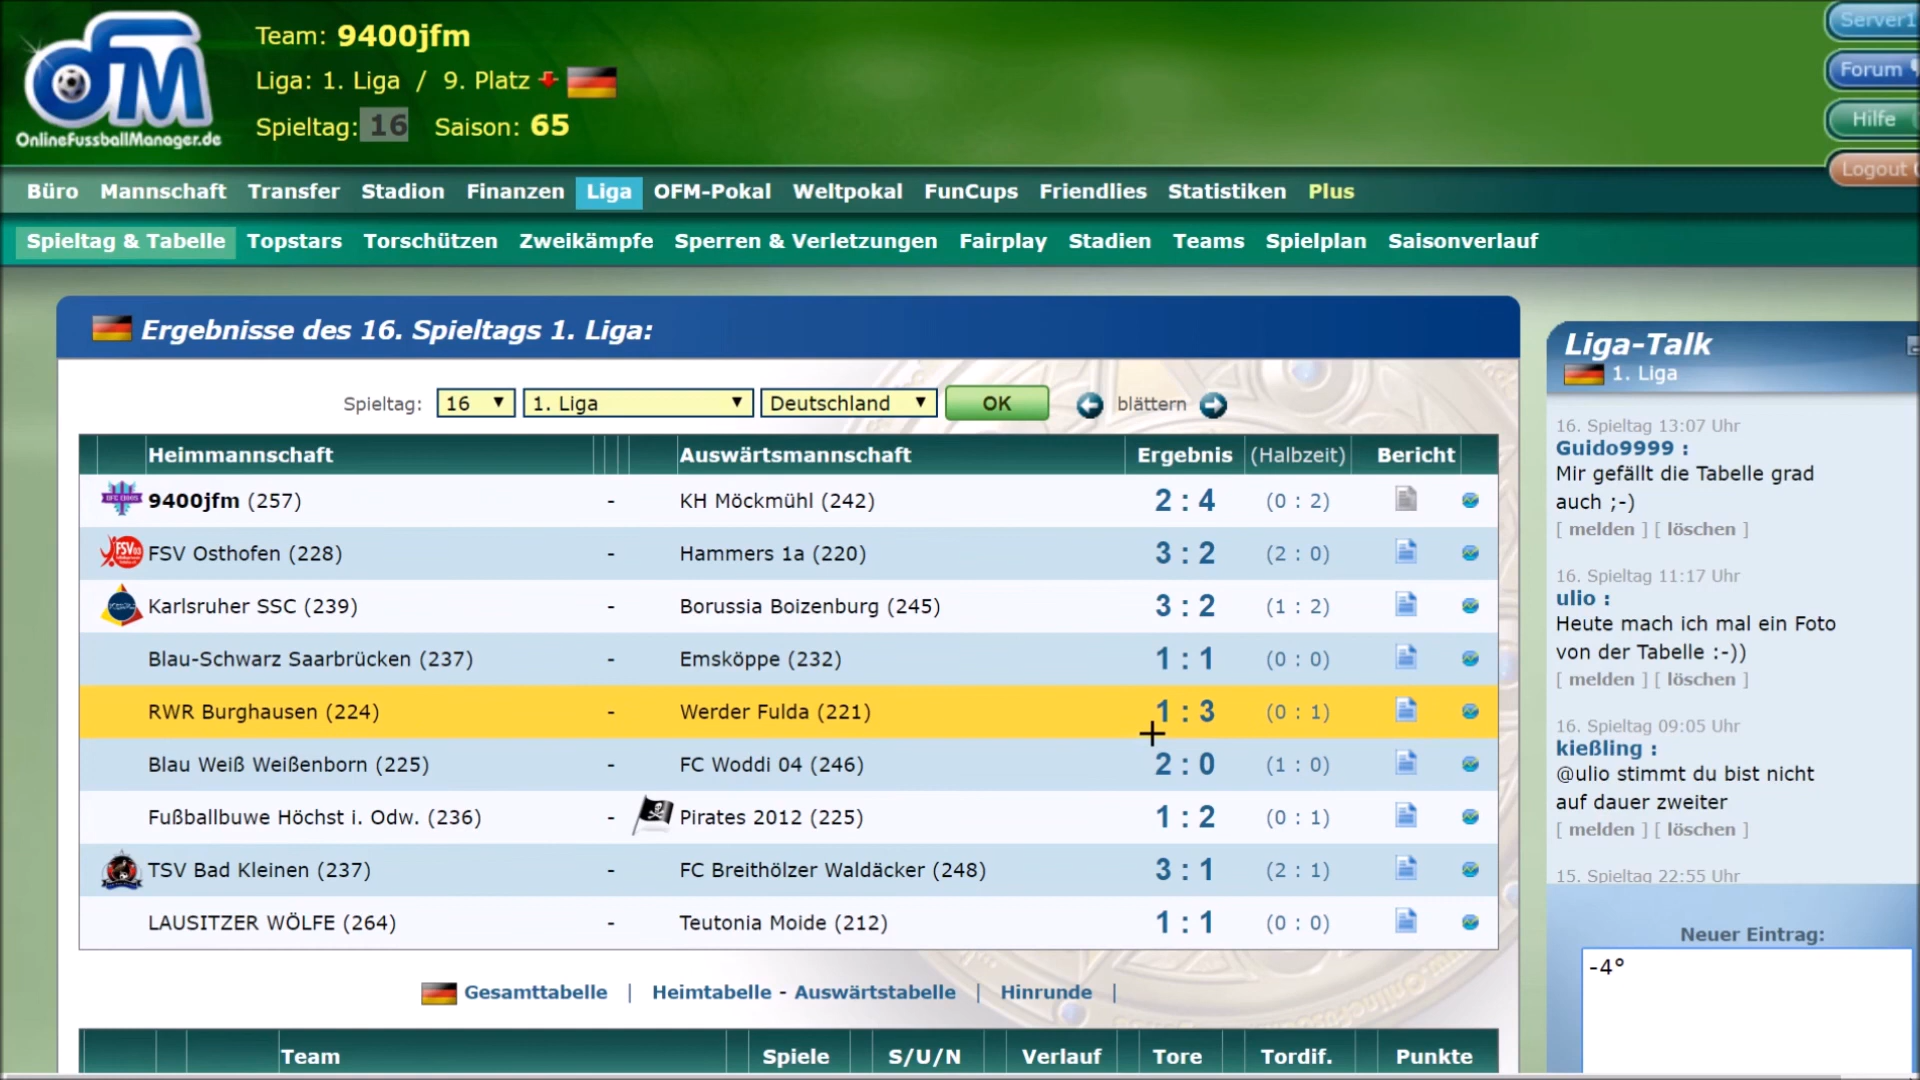 OFM
OnlineFussballManager.de
Team: 9400jfm
Liga: 1. Liga / 9. Platz
Spieltag: 16 Saison: 65
Server1
Forum
Hilfe
Logout
Büro Mannschaft Transfer Stadion Finanzen Liga OFM-Pokal Weltpokal FunCups Friendlies Statistiken Plus
Spieltag & Tabelle Topstars Torschützen Zweikämpfe Sperren & Verletzungen Fairplay Stadien Teams Spielplan Saisonverlauf
Ergebnisse des 16. Spieltags 1. Liga:
Spieltag: 16 1. Liga Deutschland OK blättern
Heimmannschaft Auswärtsmannschaft Ergebnis (Halbzeit) Bericht
9400jfm (257) - KH Möckmühl (242) 2 : 4 (0 : 2)
FSV Osthofen (228) - Hammers 1a (220) 3 : 2 (2 : 0)
Karlsruher SSC (239) - Borussia Boizenburg (245) 3 : 2 (1 : 2)
Blau-Schwarz Saarbrücken (237) - Emsköppe (232) 1 : 1 (0 : 0)
RWR Burghausen (224) - Werder Fulda (221) 1 : 3 (0 : 1)
Blau Weiß Weißenborn (225) - FC Woddi 04 (246) 2 : 0 (1 : 0)
Fußballbuwe Höchst i. Odw. (236) - Pirates 2012 (225) 1 : 2 (0 : 1)
TSV Bad Kleinen (237) - FC Breithölzer Waldäcker (248) 3 : 1 (2 : 1)
LAUSITZER WÖLFE (264) - Teutonia Moide (212) 1 : 1 (0 : 0)
Gesamttabelle | Heimtabelle - Auswärtstabelle | Hinrunde |
Team Spiele S/U/N Verlauf Tore Tordif. Punkte
Liga-Talk
1. Liga
16. Spieltag 13:07 Uhr
Guido9999 :
Mir gefällt die Tabelle grad
auch ;-)
[ melden ] [ löschen ]
16. Spieltag 11:17 Uhr
ulio :
Heute mach ich mal ein Foto
von der Tabelle :-))
[ melden ] [ löschen ]
16. Spieltag 09:05 Uhr
kießling :
@ulio stimmt du bist nicht
auf dauer zweiter
[ melden ] [ löschen ]
15. Spieltag 22:55 Uhr
Neuer Eintrag:
-4°